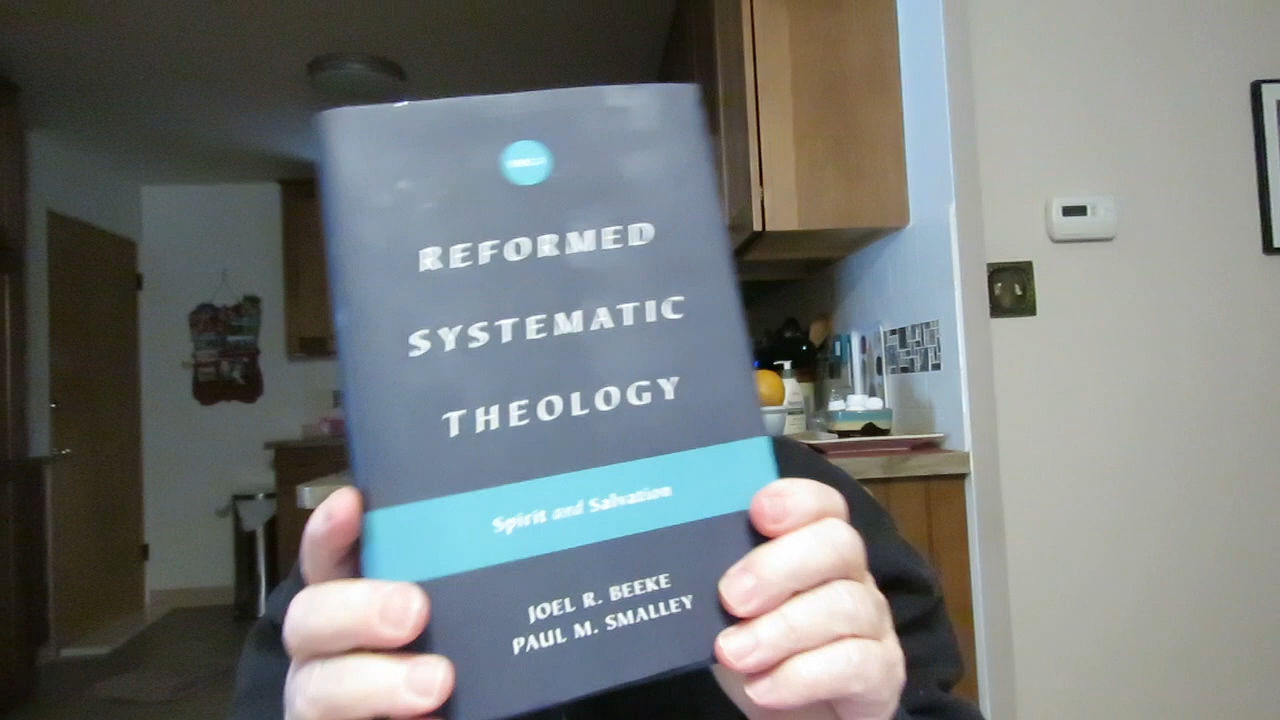 REFORMED
SYSTEMATIC
THEOLOGY
Spirit and Salvation
JOEL R. BEEKE
PAUL M. SMALLEY